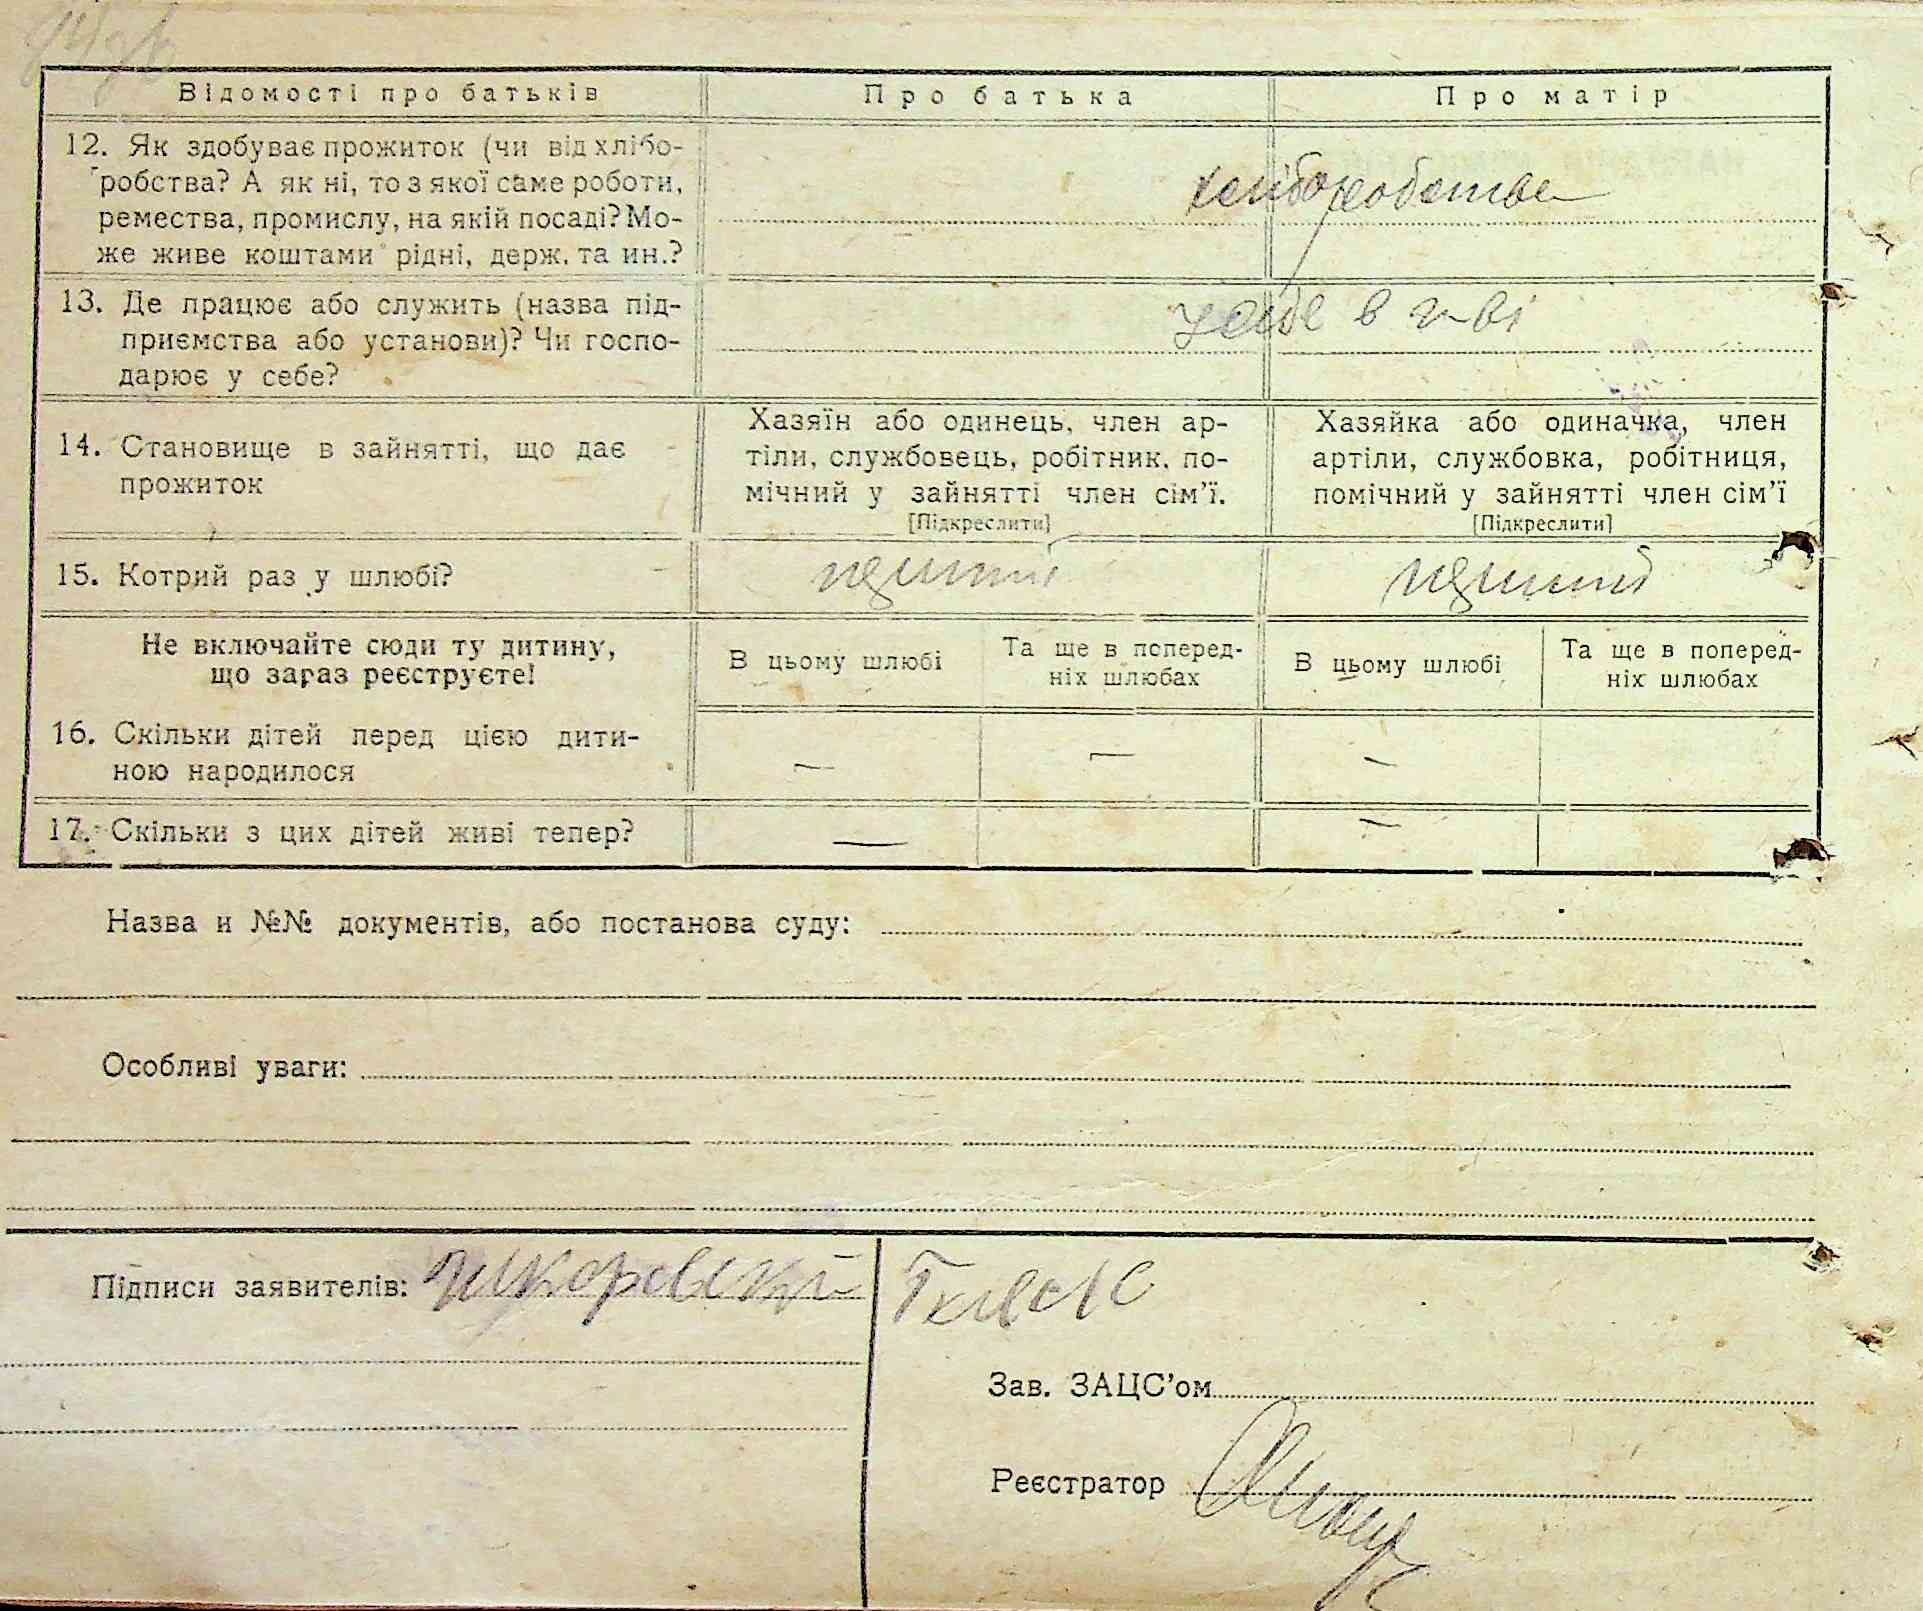 Відомості про батьків
Про батька
Про матір
12. Як здобуває прожиток (чи від хлібо-
робства? А як ні, то з якої саме роботи,
ремества, промислу, на якій посаді? Мо-
же живе коштами рідні, держ. та ин.?
хліборобства
13. Де працює або служить (назва під-
приємства або установи)? Чи госпо-
дарює у себе?
у себе в г-ві
14. Становище в зайнятті, що дає
прожиток
Хазяїн або одинець, член ар-
тіли, службовець, робітник, по-
мічний у зайнятті член сім'ї.
[Підкреслити]
Хазяйка або одиначка, член
артіли, службовка, робітниця,
помічний у зайнятті член сім'ї
[Підкреслити]
15. Котрий раз у шлюбі?
перший
перший
Не включайте сюди ту дитину,
що зараз реєструєте!
В цьому шлюбі
Та ще в поперед-
ніх шлюбах
В цьому шлюбі
Та ще в поперед-
ніх шлюбах
16. Скільки дітей перед цією дити-
ною народилося
— — —
17. Скільки з цих дітей живі тепер?
— —
Назва и №№ документів, або постанова суду:
Особливі уваги:
Підписи заявителів:
Зав. ЗАЦС'ом
Реєстратор